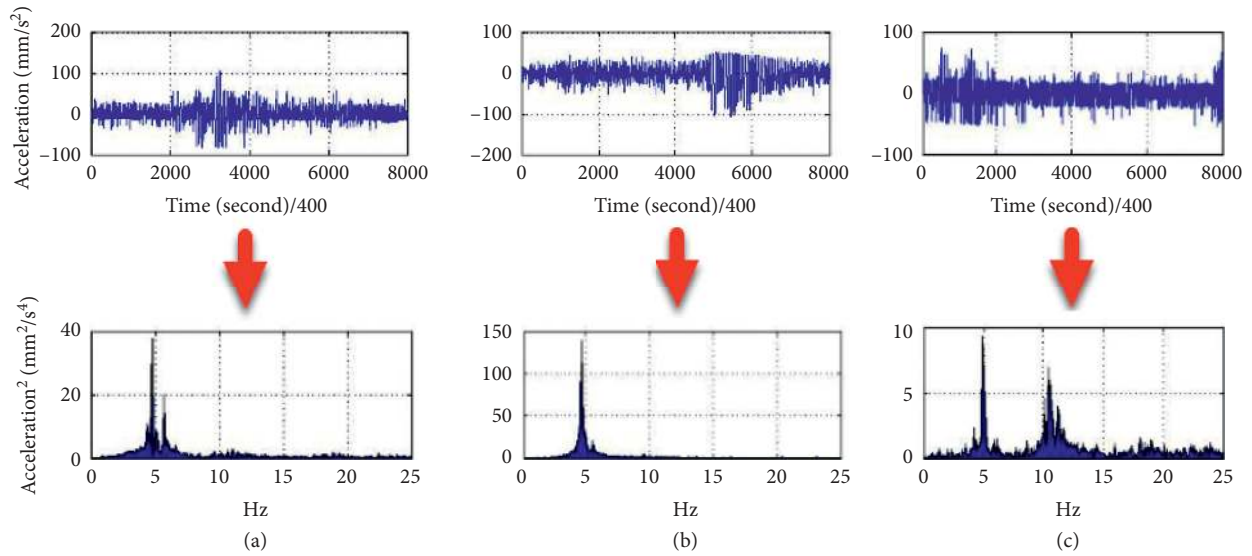 Acceleration (mm/s²)
200
100
0
−100
0 2000 4000 6000 8000
Time (second)/400
100
0
−100
−200
0 2000 4000 6000 8000
Time (second)/400
100
0
−100
0 2000 4000 6000 8000
Time (second)/400
Acceleration² (mm²/s⁴)
40
20
0
0 5 10 15 20 25
Hz
(a)
150
100
50
0
0 5 10 15 20 25
Hz
(b)
10
5
0
0 5 10 15 20 25
Hz
(c)